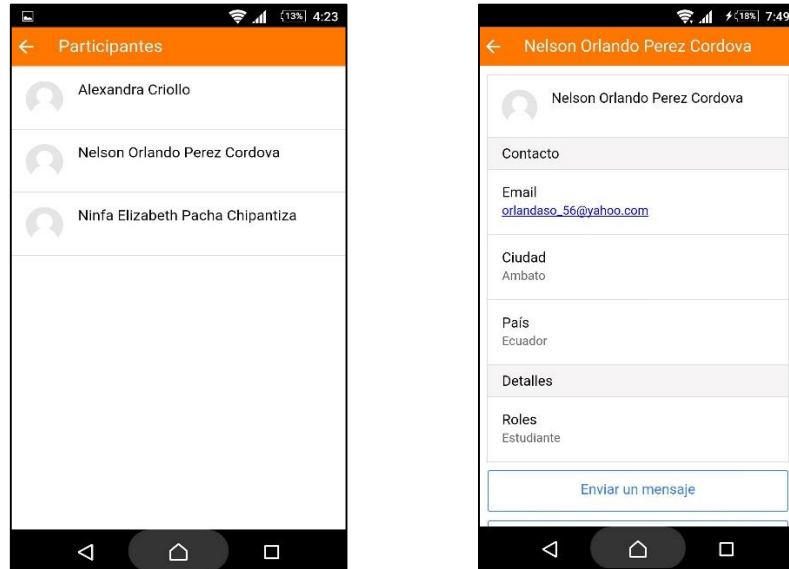 13% 4:23
Participantes
Alexandra Criollo
Nelson Orlando Perez Cordova
Ninfa Elizabeth Pacha Chipantiza
18% 7:49
Nelson Orlando Perez Cordova
Nelson Orlando Perez Cordova
Contacto
Email
orlandaso_56@yahoo.com
Ciudad
Ambato
País
Ecuador
Detalles
Roles
Estudiante
Enviar un mensaje